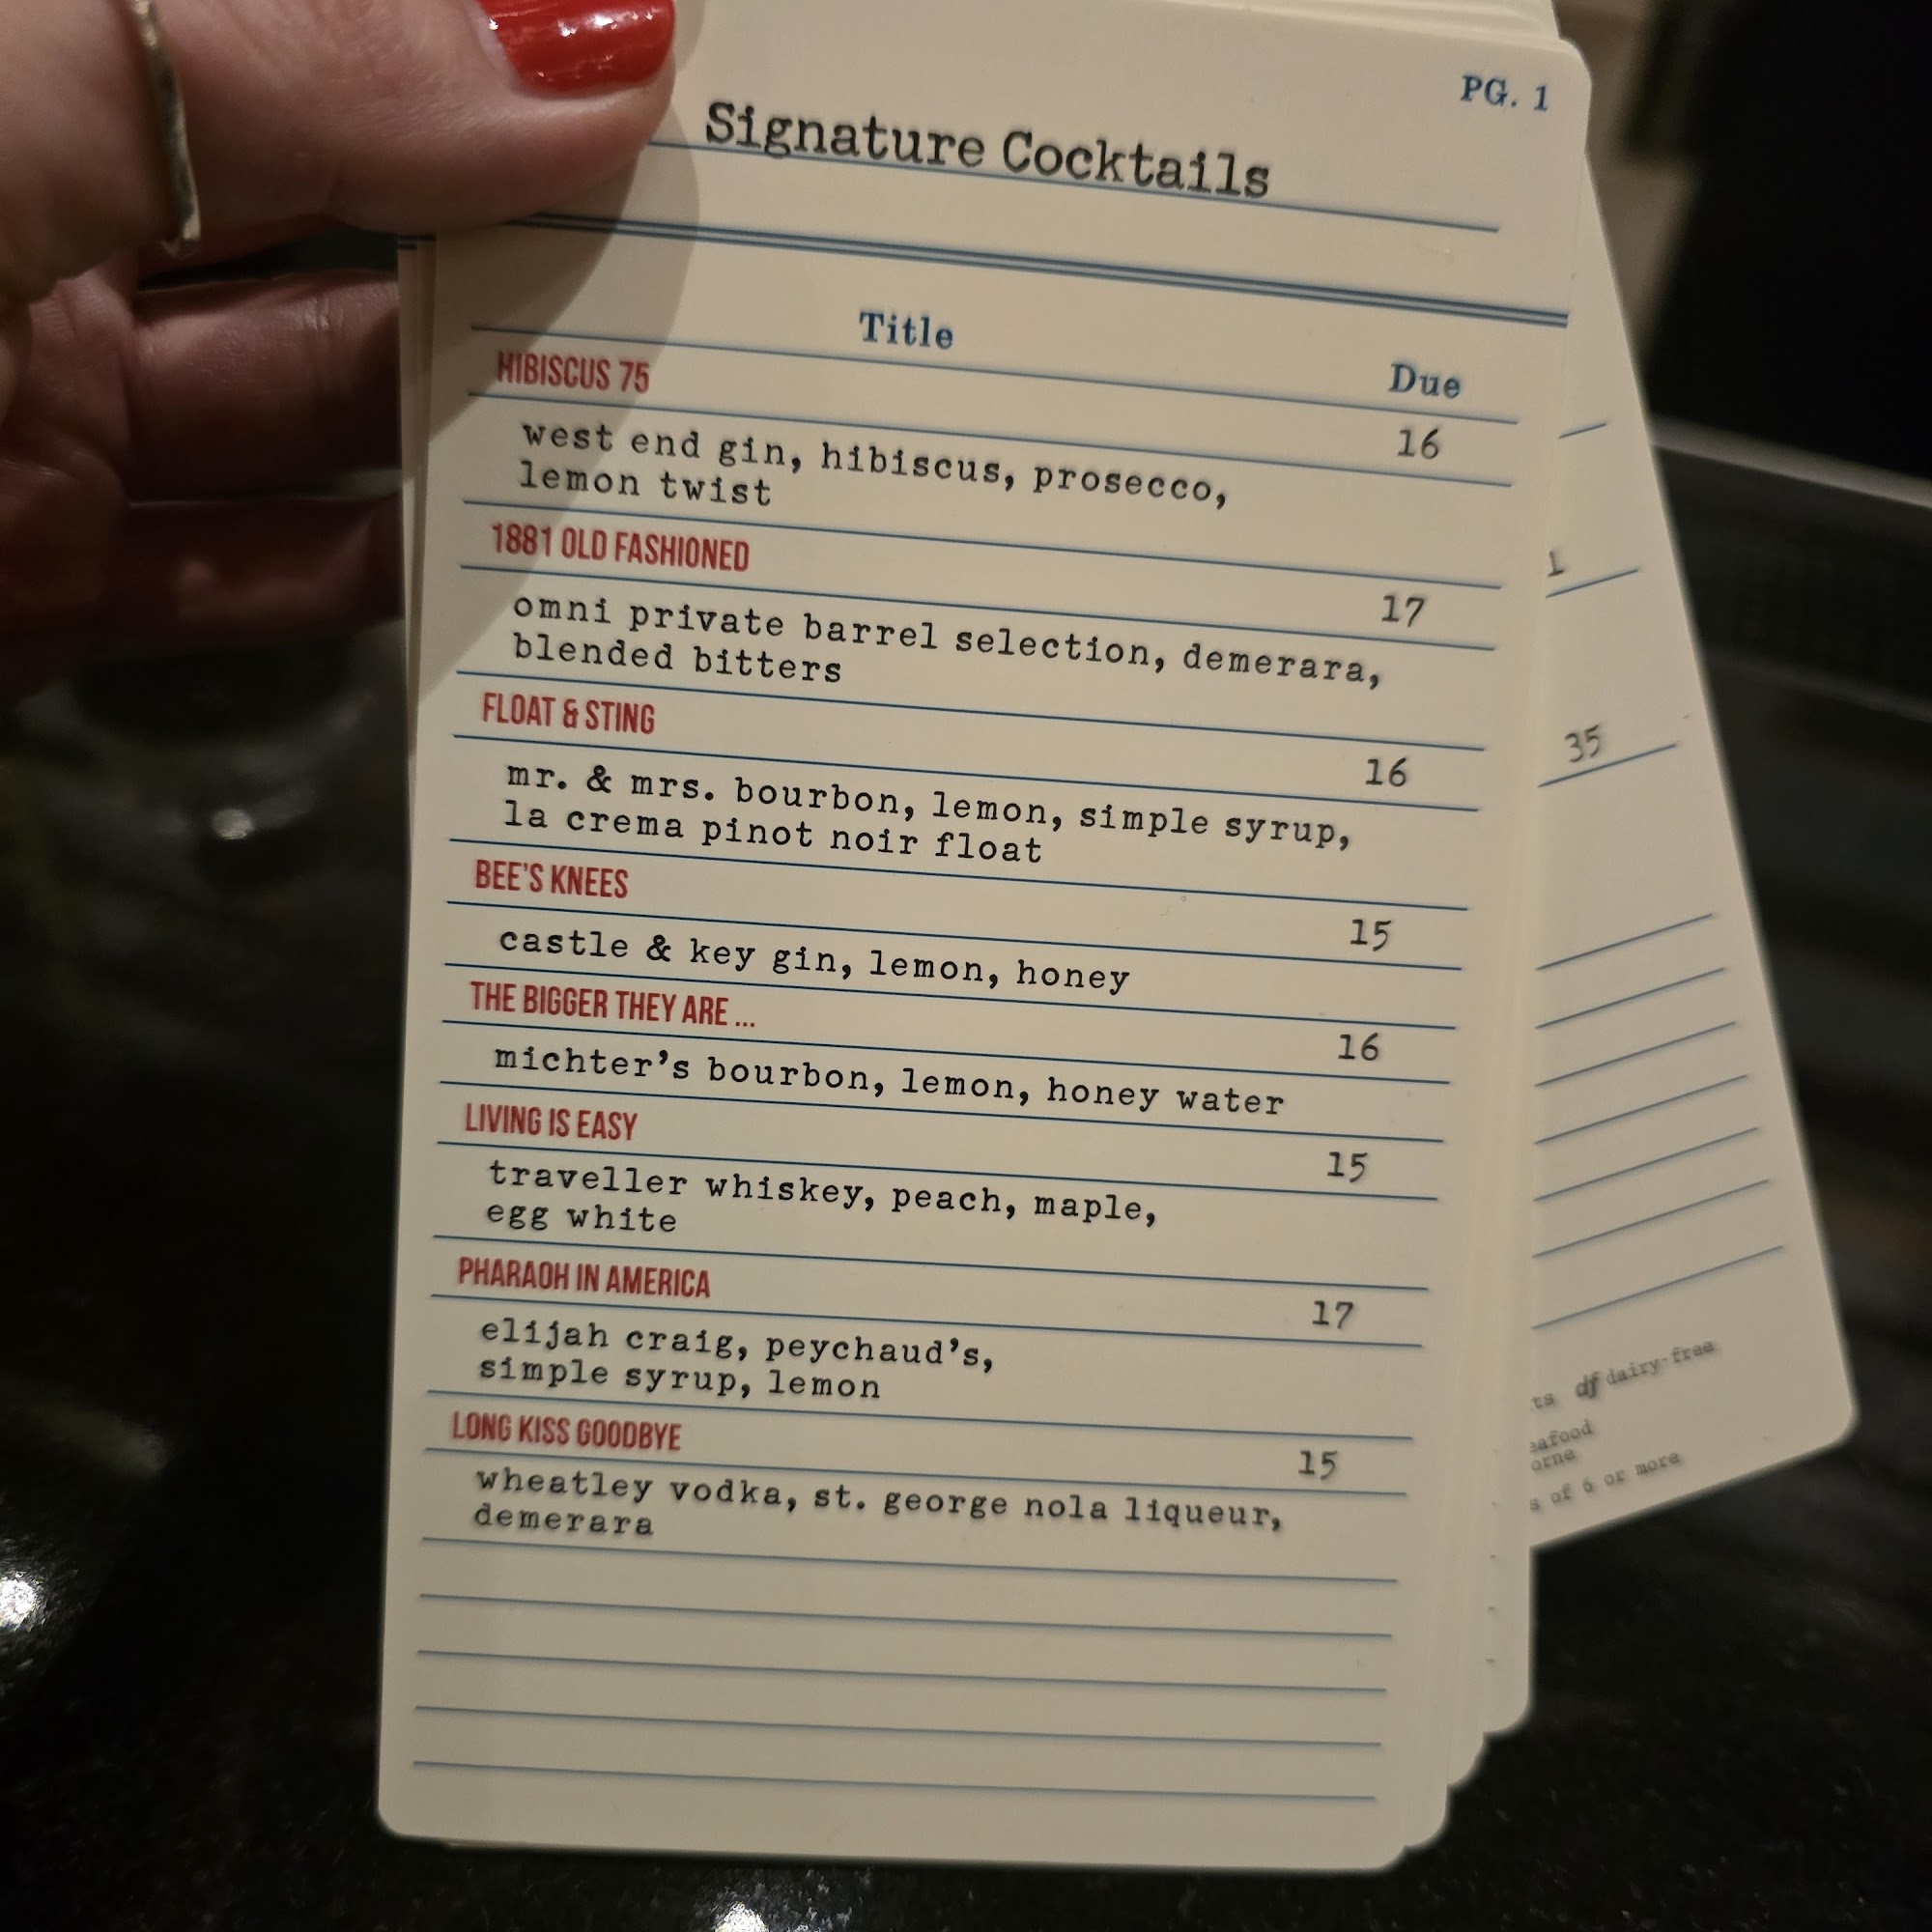 PG. 1
Signature Cocktails
Title
Due
HIBISCUS 75
16
west end gin, hibiscus, prosecco,
lemon twist
1881 OLD FASHIONED
17
omni private barrel selection, demerara,
blended bitters
FLOAT & STING
16
mr. & mrs. bourbon, lemon, simple syrup,
la crema pinot noir float
BEE'S KNEES
15
castle & key gin, lemon, honey
THE BIGGER THEY ARE ...
16
michter's bourbon, lemon, honey water
LIVING IS EASY
15
traveller whiskey, peach, maple,
egg white
PHARAOH IN AMERICA
17
elijah craig, peychaud's,
simple syrup, lemon
LONG KISS GOODBYE
15
wheatley vodka, st. george nola liqueur,
demerara
35
df dairy-free
of 6 or more